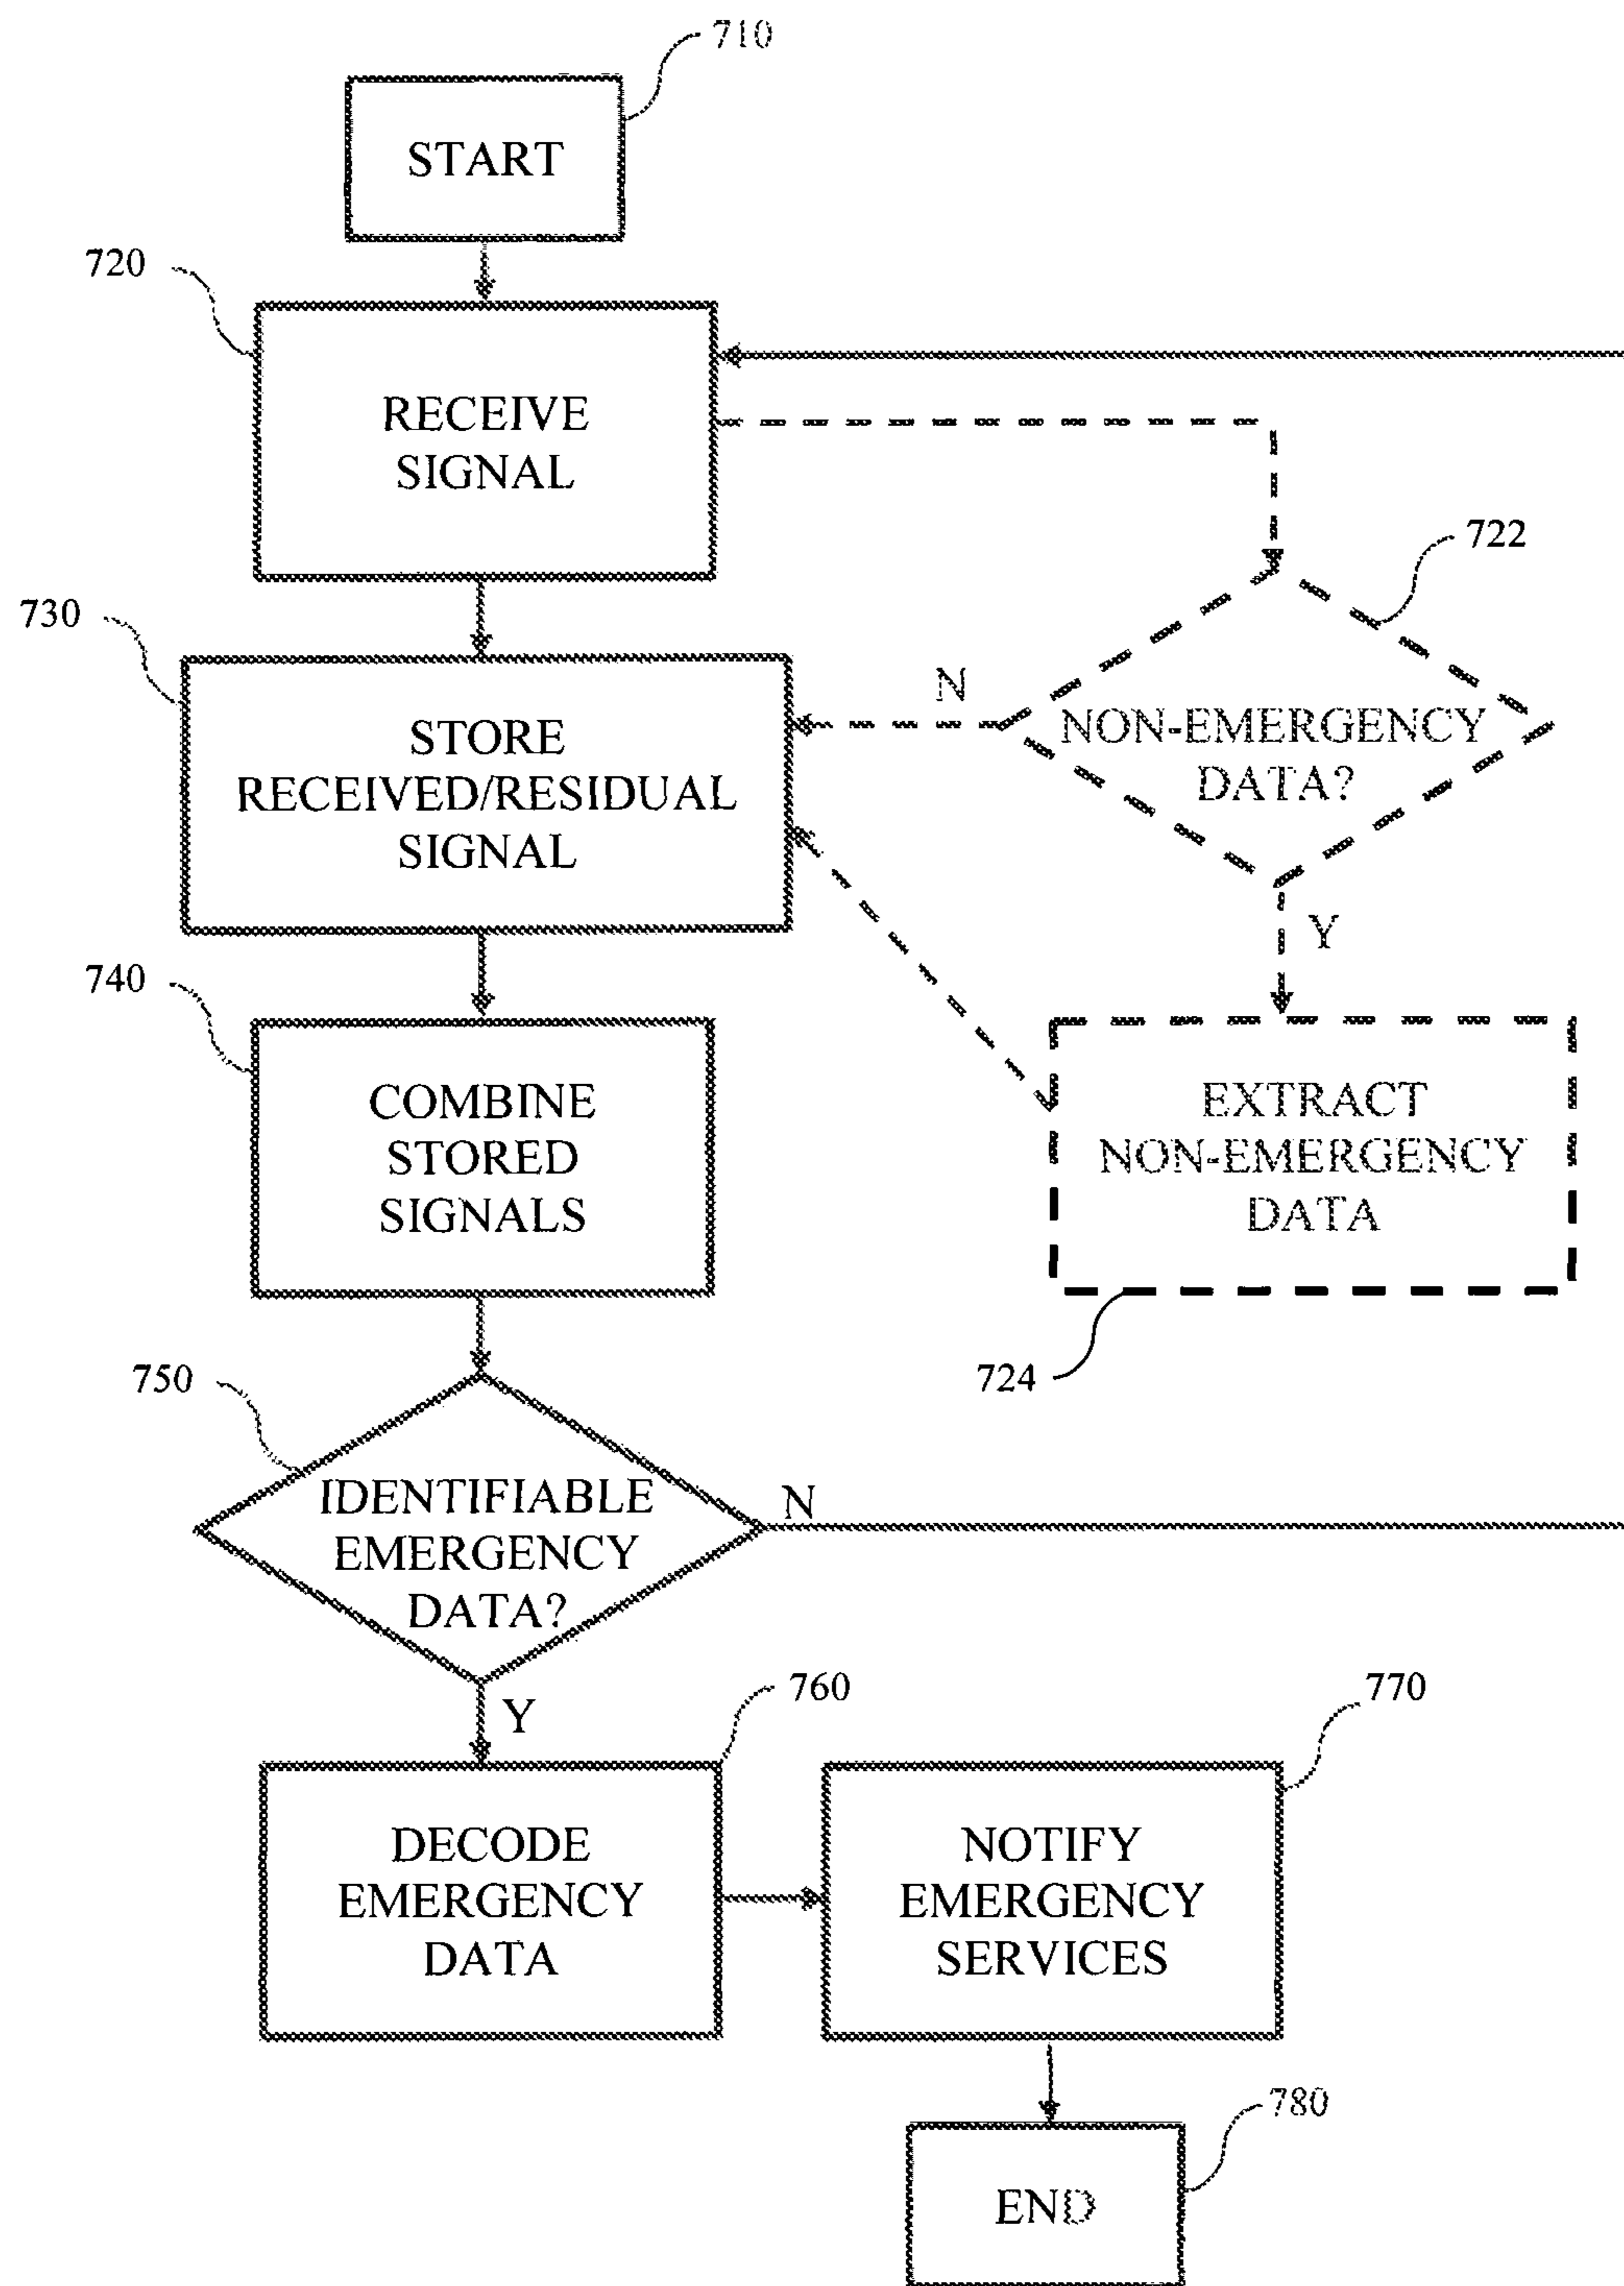 710
START
720
RECEIVE
SIGNAL
722
730
N
NON-EMERGENCY
DATA?
STORE
RECEIVED/RESIDUAL
SIGNAL
Y
740
COMBINE
STORED
SIGNALS
EXTRACT
NON-EMERGENCY
DATA
724
750
N
IDENTIFIABLE
EMERGENCY
DATA?
Y
760
770
DECODE
EMERGENCY
DATA
NOTIFY
EMERGENCY
SERVICES
780
END